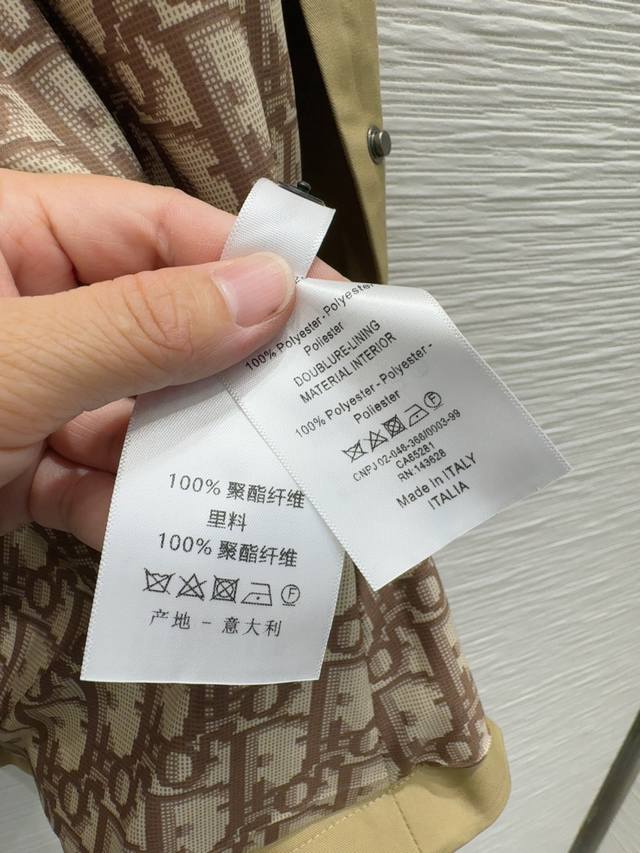 100% Polyester-Polyester
Poliester
DOUBLURE-LINING
MATERIAL INTERIOR
100% Polyester - Polyester -
Poliester
F
CNPJ 02-048-368/0003-99
CA85281
RN:143628
Made in ITALY
ITALIA
100% 聚酯纤维
里料
100% 聚酯纤维
F
产地 - 意大利